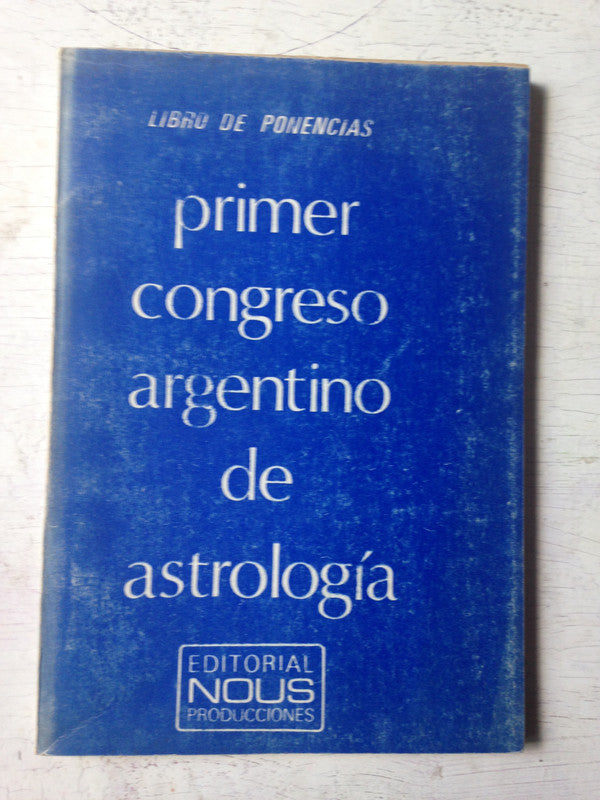 LIBRO DE PONENCIAS
primer
congreso
argentino
de
astrología
EDITORIAL
NOUS
PRODUCCIONES